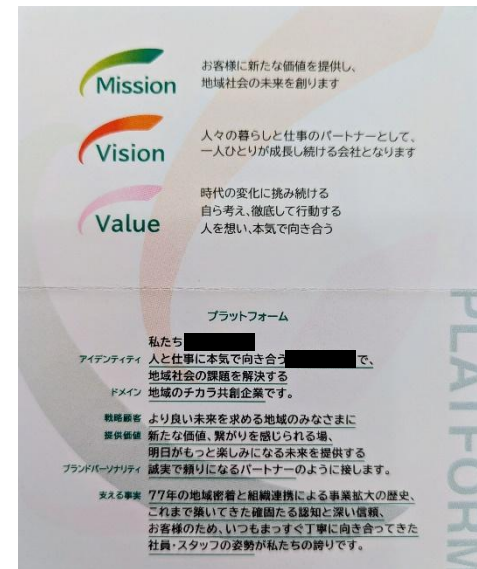 Mission
お客様に新たな価値を提供し、
地域社会の未来を創ります
Vision
人々の暮らしと仕事のパートナーとして、
一人ひとりが成長し続ける会社となります
Value
時代の変化に挑み続ける
自ら考え、徹底して行動する
人を想い、本気で向き合う
プラットフォーム
私たち
アイデンティティ 人と仕事に本気で向き合う で、
地域社会の課題を解決する
ドメイン 地域のチカラ共創企業です。
戦略顧客 より良い未来を求める地域のみなさまに
提供価値 新たな価値、繋がりを感じられる場、
明日がもっと楽しみになる未来を提供する
ブランドパーソナリティ 誠実で頼りになるパートナーのように接します。
支える事実 77年の地域密着と組織連携による事業拡大の歴史、
これまで築いてきた確固たる認知と深い信頼、
お客様のため、いつもまっすぐ丁寧に向き合ってきた
社員・スタッフの姿勢が私たちの誇りです。
PLATFORM